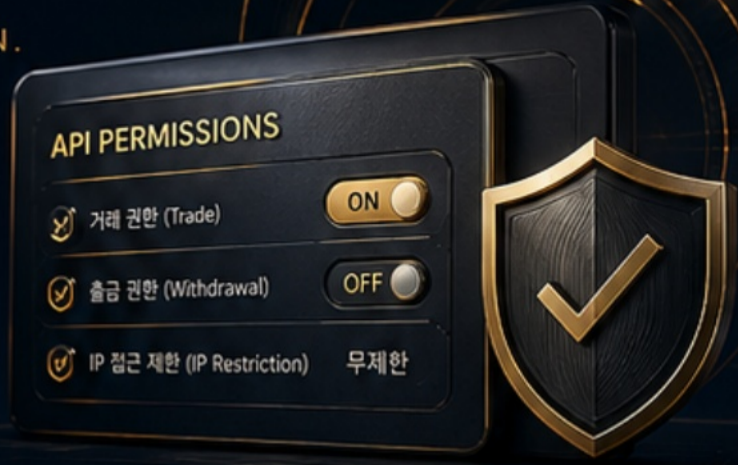 N.
API PERMISSIONS
거래 권한 (Trade) ON
출금 권한 (Withdrawal) OFF
IP 접근 제한 (IP Restriction) 무제한